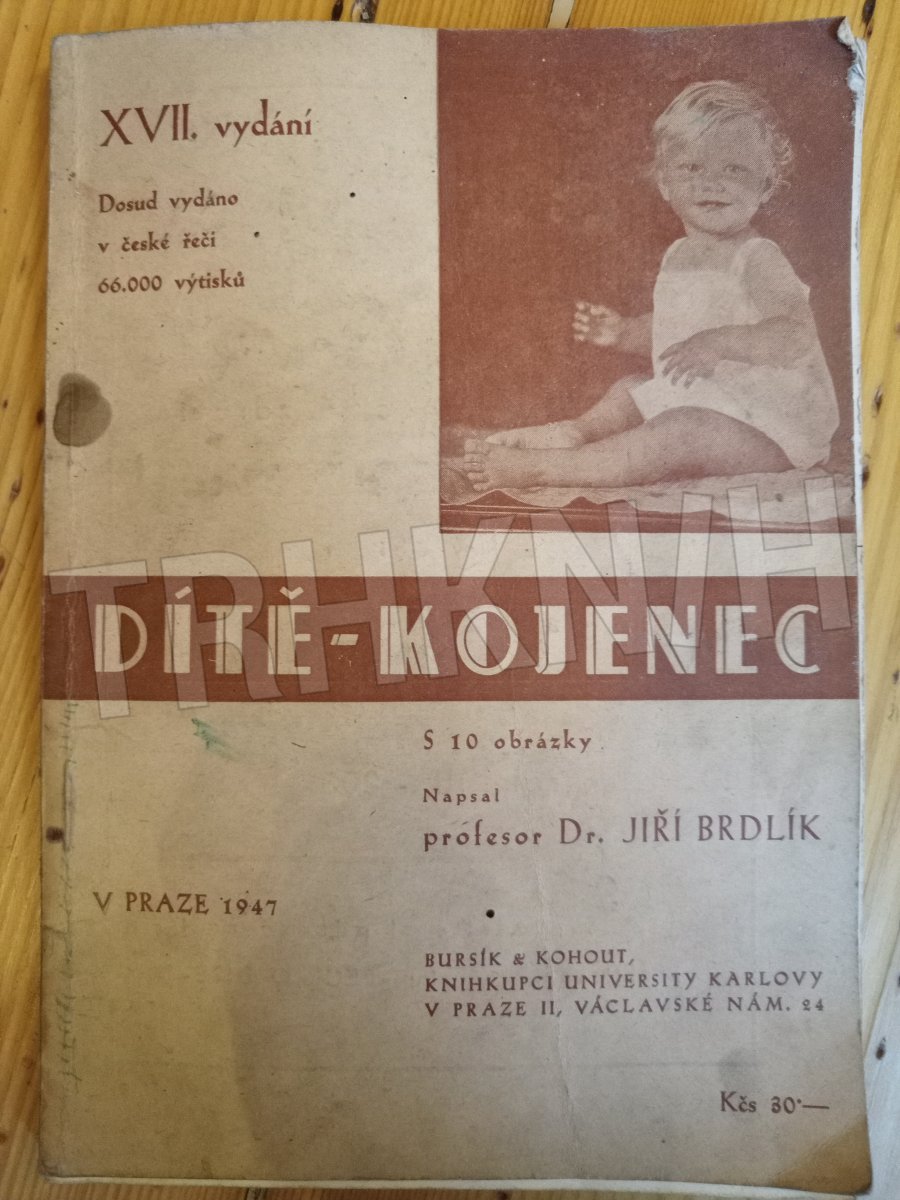 XVII. vydání
Dosud vydáno
v české řeči
66.000 výtisků
TRHKNIH
DÍTĚ-KOJENEC
S 10 obrázky
Napsal
profesor Dr. JIŘÍ BRDLÍK
V PRAZE 1947
BURSÍK & KOHOUT,
KNIHKUPCI UNIVERSITY KARLOVY
V PRAZE II, VÁCLAVSKÉ NÁM. 24
Kčs 30·—